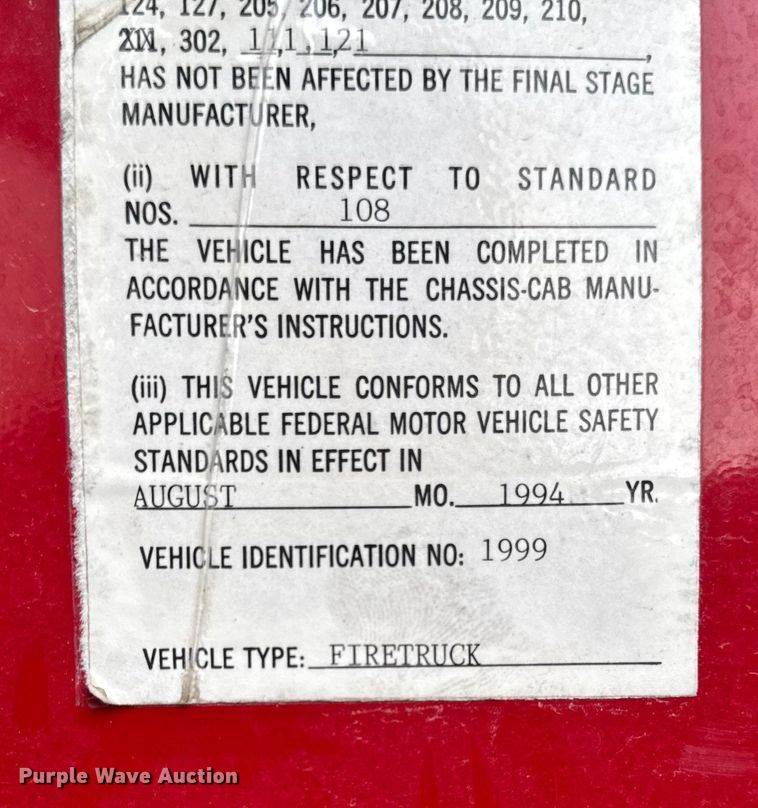 124, 127, 205, 206, 207, 208, 209, 210,
302, 111, 121,
HAS NOT BEEN AFFECTED BY THE FINAL STAGE
MANUFACTURER,
(ii) WITH RESPECT TO STANDARD
NOS. 108
THE VEHICLE HAS BEEN COMPLETED IN
ACCORDANCE WITH THE CHASSIS-CAB MANU-
FACTURER'S INSTRUCTIONS.
(iii) THIS VEHICLE CONFORMS TO ALL OTHER
APPLICABLE FEDERAL MOTOR VEHICLE SAFETY
STANDARDS IN EFFECT IN
AUGUST MO. 1994 YR.
VEHICLE IDENTIFICATION NO: 1999
VEHICLE TYPE: FIRETRUCK
Purple Wave Auction